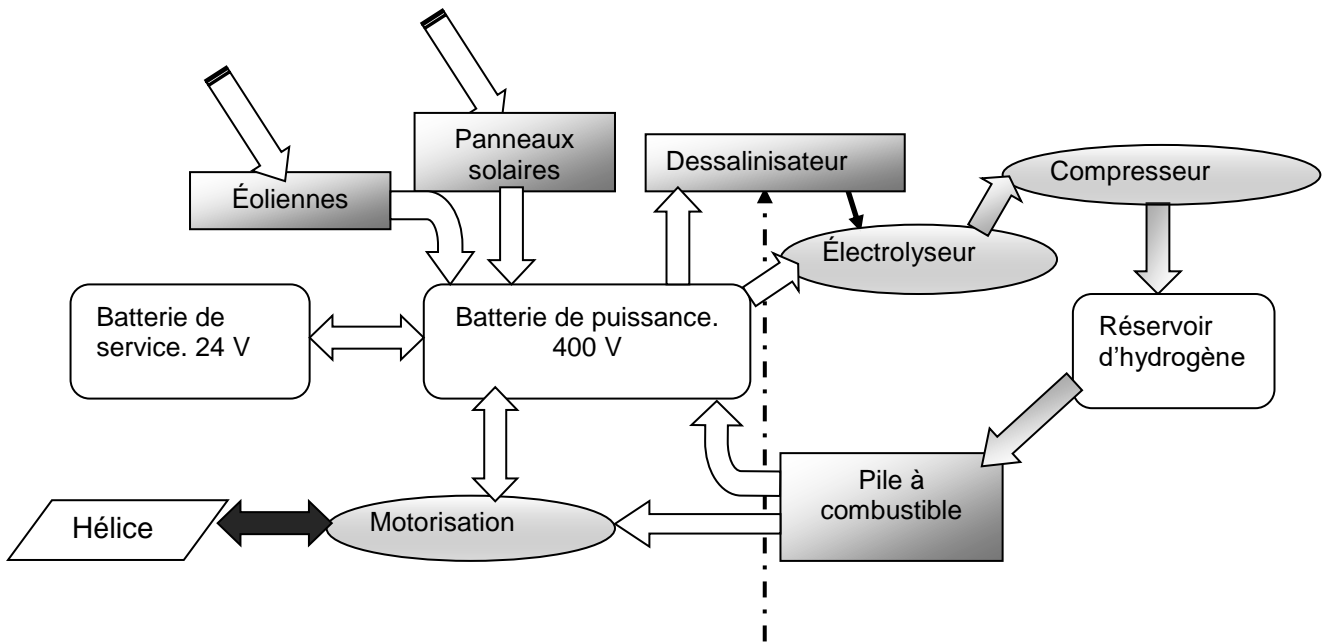 Panneaux
solaires
Éoliennes
Dessalinisateur
Compresseur
Électrolyseur
Batterie de
service. 24 V
Batterie de puissance.
400 V
Réservoir
d'hydrogène
Hélice
Motorisation
Pile à
combustible